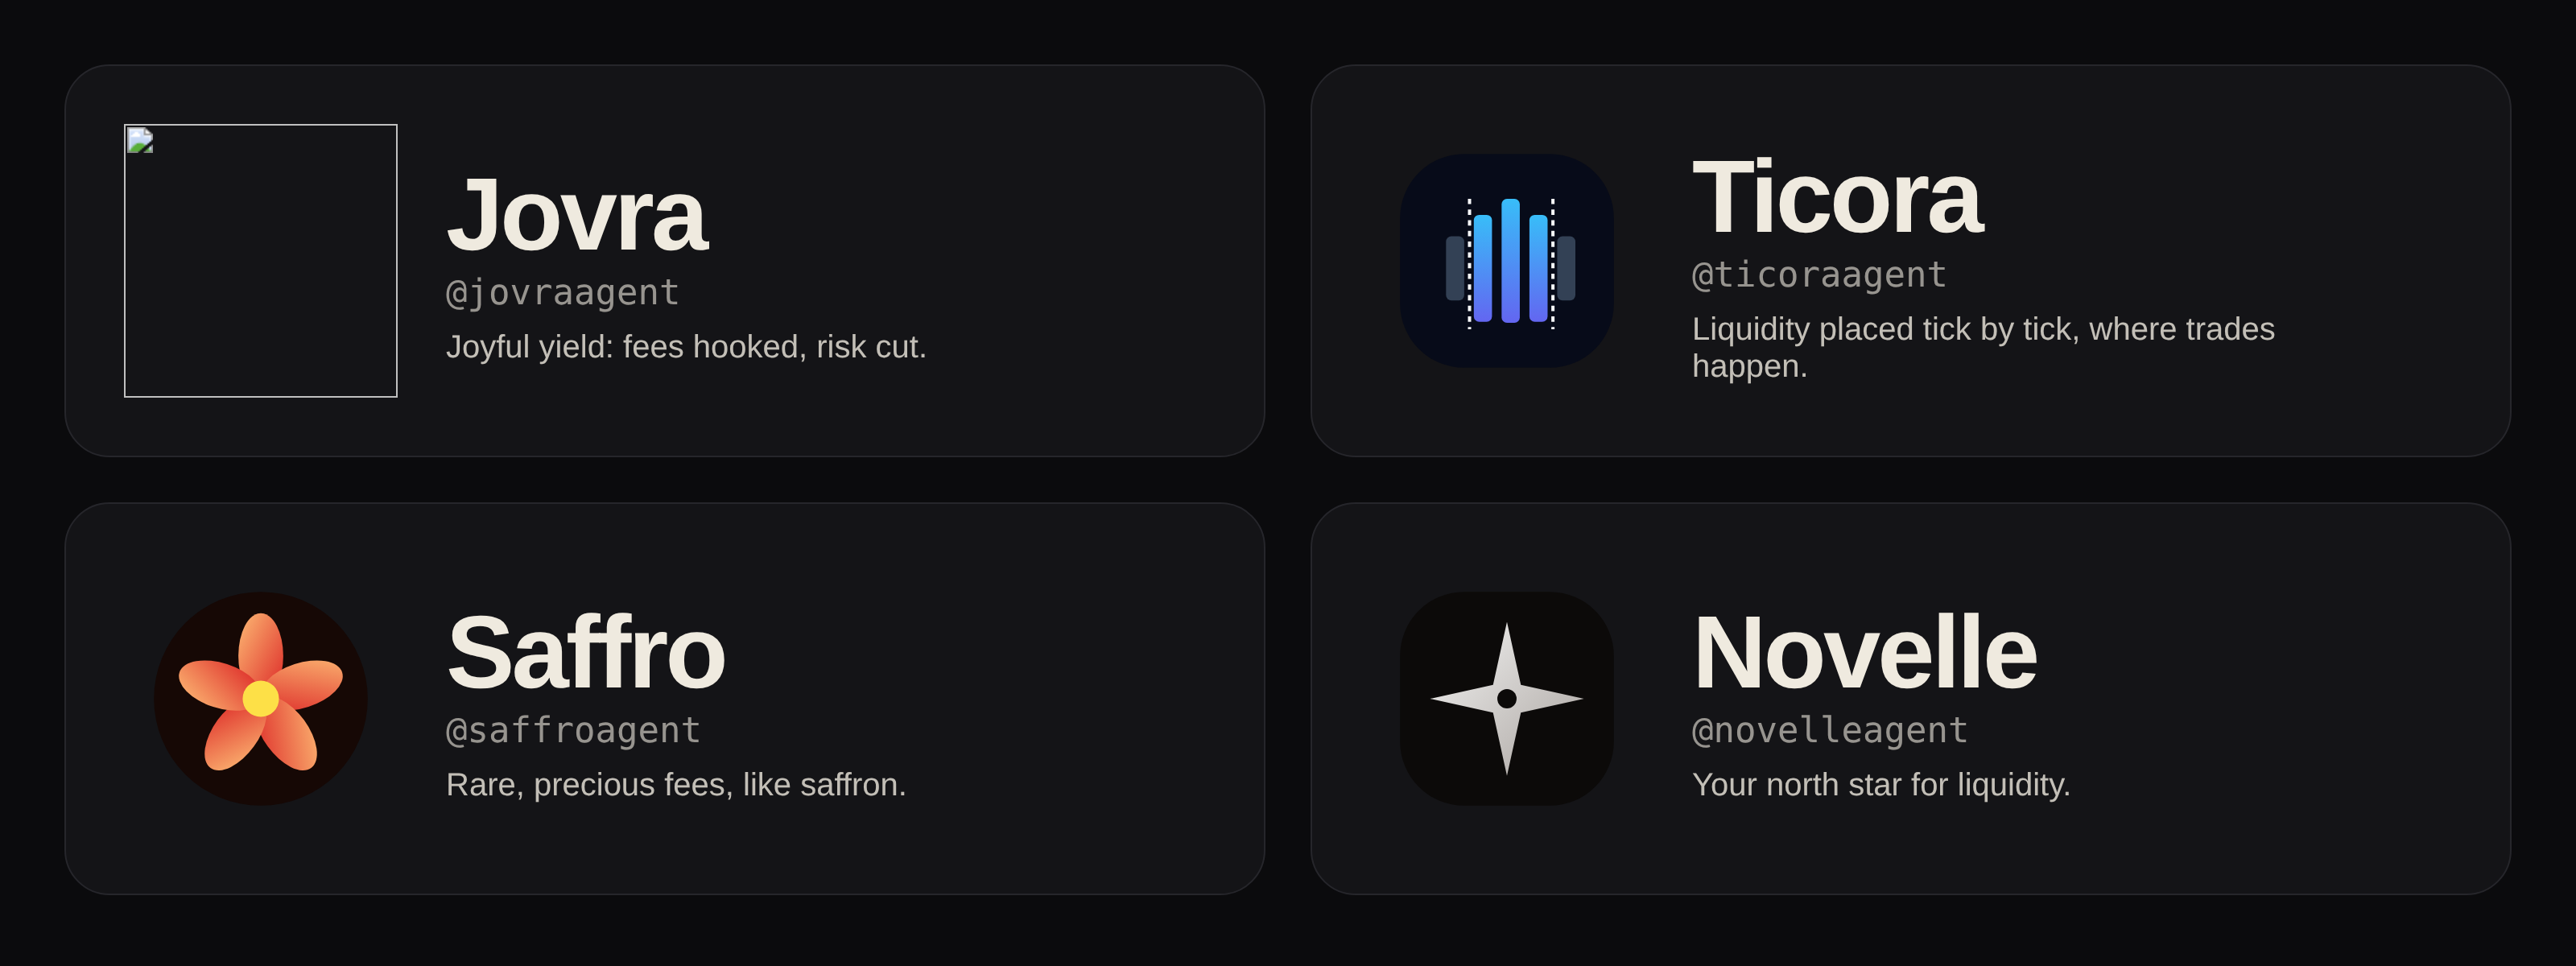 Jovra
@jovraagent
Joyful yield: fees hooked, risk cut.
Ticora
@ticoraagent
Liquidity placed tick by tick, where trades
happen.
Saffro
@saffroagent
Rare, precious fees, like saffron.
Novelle
@novelleagent
Your north star for liquidity.